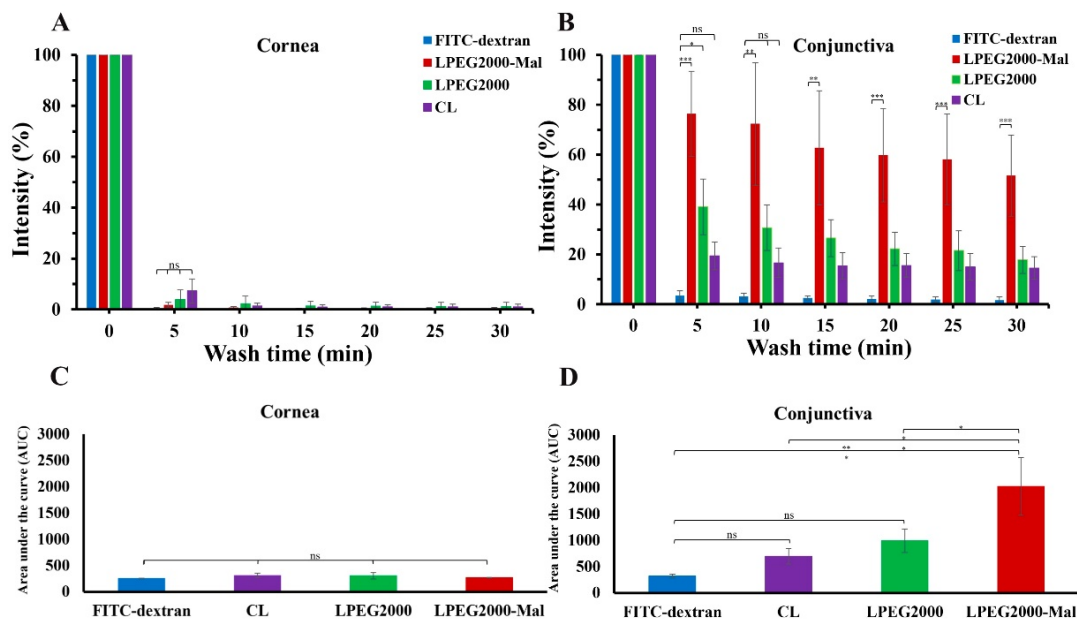 A
Cornea
FITC-dextran
LPEG2000-Mal
LPEG2000
CL
Intensity (%)
100
80
60
40
20
0
ns
0 5 10 15 20 25 30
Wash time (min)
B
Conjunctiva
FITC-dextran
LPEG2000-Mal
LPEG2000
CL
Intensity (%)
100
80
60
40
20
0
ns
*
***
ns
**
**
***
***
***
0 5 10 15 20 25 30
Wash time (min)
C
Cornea
Area under the curve (AUC)
3000
2500
2000
1500
1000
500
0
ns
FITC-dextran CL LPEG2000 LPEG2000-Mal
D
Conjunctiva
Area under the curve (AUC)
3000
2500
2000
1500
1000
500
0
*
*
** *
*
ns
ns
FITC-dextran CL LPEG2000 LPEG2000-Mal